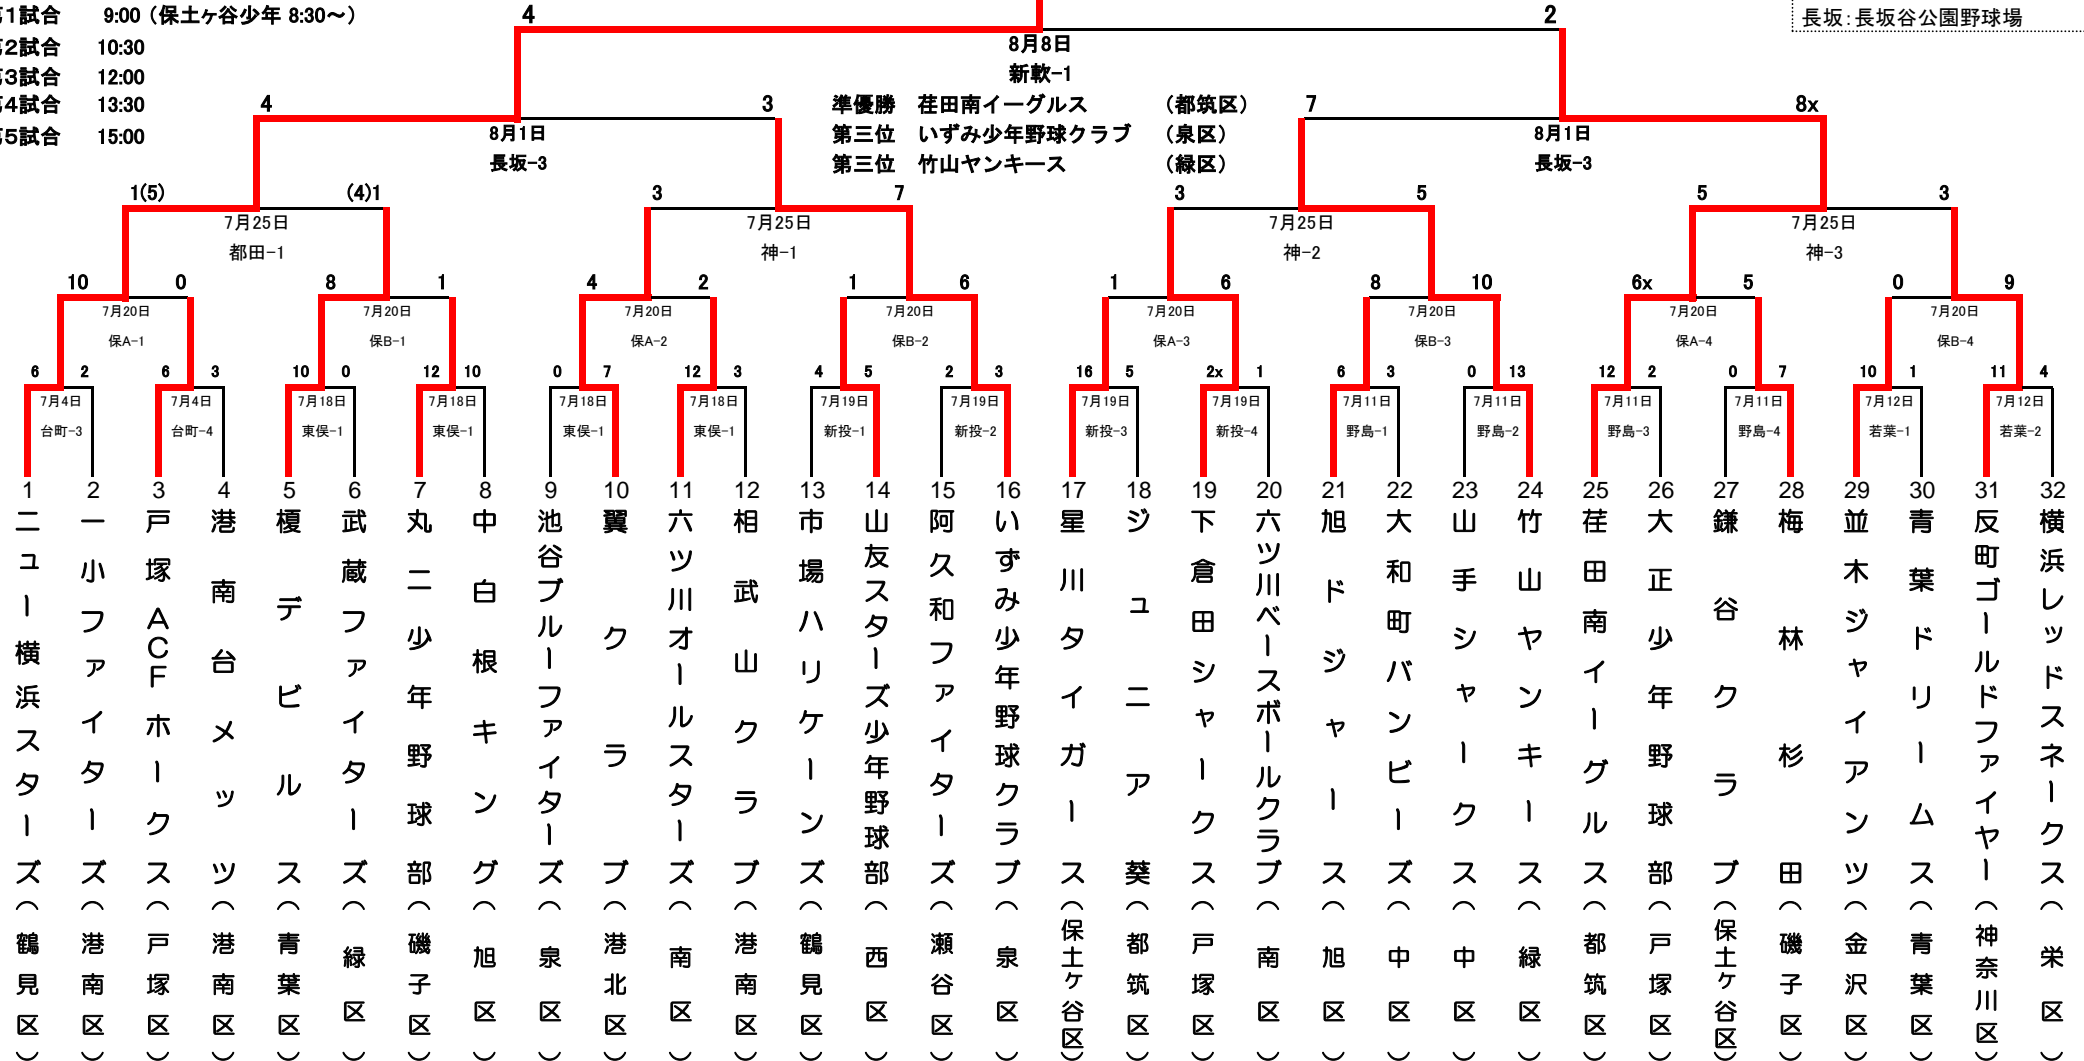 第1試合 9:00 (保土ヶ谷少年 8:30～)
第2試合 10:30
第3試合 12:00
第4試合 13:30
第5試合 15:00
長坂：長坂谷公園野球場
4 2
8月8日
新軟-1
準優勝 荏田南イーグルス （都筑区）
第三位 いずみ少年野球クラブ （泉区）
第三位 竹山ヤンキース （緑区）
4 3 7 8x
8月1日 8月1日
長坂-3 長坂-3
1(5) (4)1 3 7 3 5 5 3
7月25日 7月25日 7月25日 7月25日
都田-1 神-1 神-2 神-3
10 0 8 1 4 2 1 6 1 6 8 10 6x 5 0 9
7月20日 7月20日 7月20日 7月20日 7月20日 7月20日 7月20日 7月20日
保A-1 保B-1 保A-2 保B-2 保A-3 保B-3 保A-4 保B-4
6 2 6 3 10 0 12 10 0 7 12 3 4 5 2 3 16 5 2x 1 6 3 0 13 12 2 0 7 10 1 11 4
7月4日 7月4日 7月18日 7月18日 7月18日 7月18日 7月19日 7月19日 7月19日 7月19日 7月11日 7月11日 7月11日 7月11日 7月12日 7月12日
台町-3 台町-4 東俣-1 東俣-1 東俣-1 東俣-1 新投-1 新投-2 新投-3 新投-4 野島-1 野島-2 野島-3 野島-4 若葉-1 若葉-2
1 ニュー横浜スターズ（鶴見区）
2 一小ファイターズ（港南区）
3 戸塚ACFホークス（戸塚区）
4 港南台メッツ（港南区）
5 榎デビルス（青葉区）
6 武蔵ファイターズ（緑区）
7 丸二少年野球部（磯子区）
8 中白根キング（旭区）
9 池谷ブルーファイターズ（泉区）
10 翼クラブ（港北区）
11 六ツ川オールスターズ（南区）
12 相武山クラブ（港南区）
13 市場ハリケーンズ（鶴見区）
14 山友スターズ少年野球部（西区）
15 阿久和ファイターズ（瀬谷区）
16 いずみ少年野球クラブ（泉区）
17 星川タイガース（保土ケ谷区）
18 ジュニア葵（都筑区）
19 下倉田シャークス（戸塚区）
20 六ツ川ベースボールクラブ（南区）
21 旭ドジャース（旭区）
22 大和町バンビーズ（中区）
23 山手シャークス（中区）
24 竹山ヤンキース（緑区）
25 荏田南イーグルス（都筑区）
26 大正少年野球部（戸塚区）
27 鎌谷クラブ（保土ケ谷区）
28 梅林杉田（磯子区）
29 並木ジャイアンツ（金沢区）
30 青葉ドリームス（青葉区）
31 反町ゴールドファイヤー（神奈川区）
32 横浜レッドスネークス（栄区）